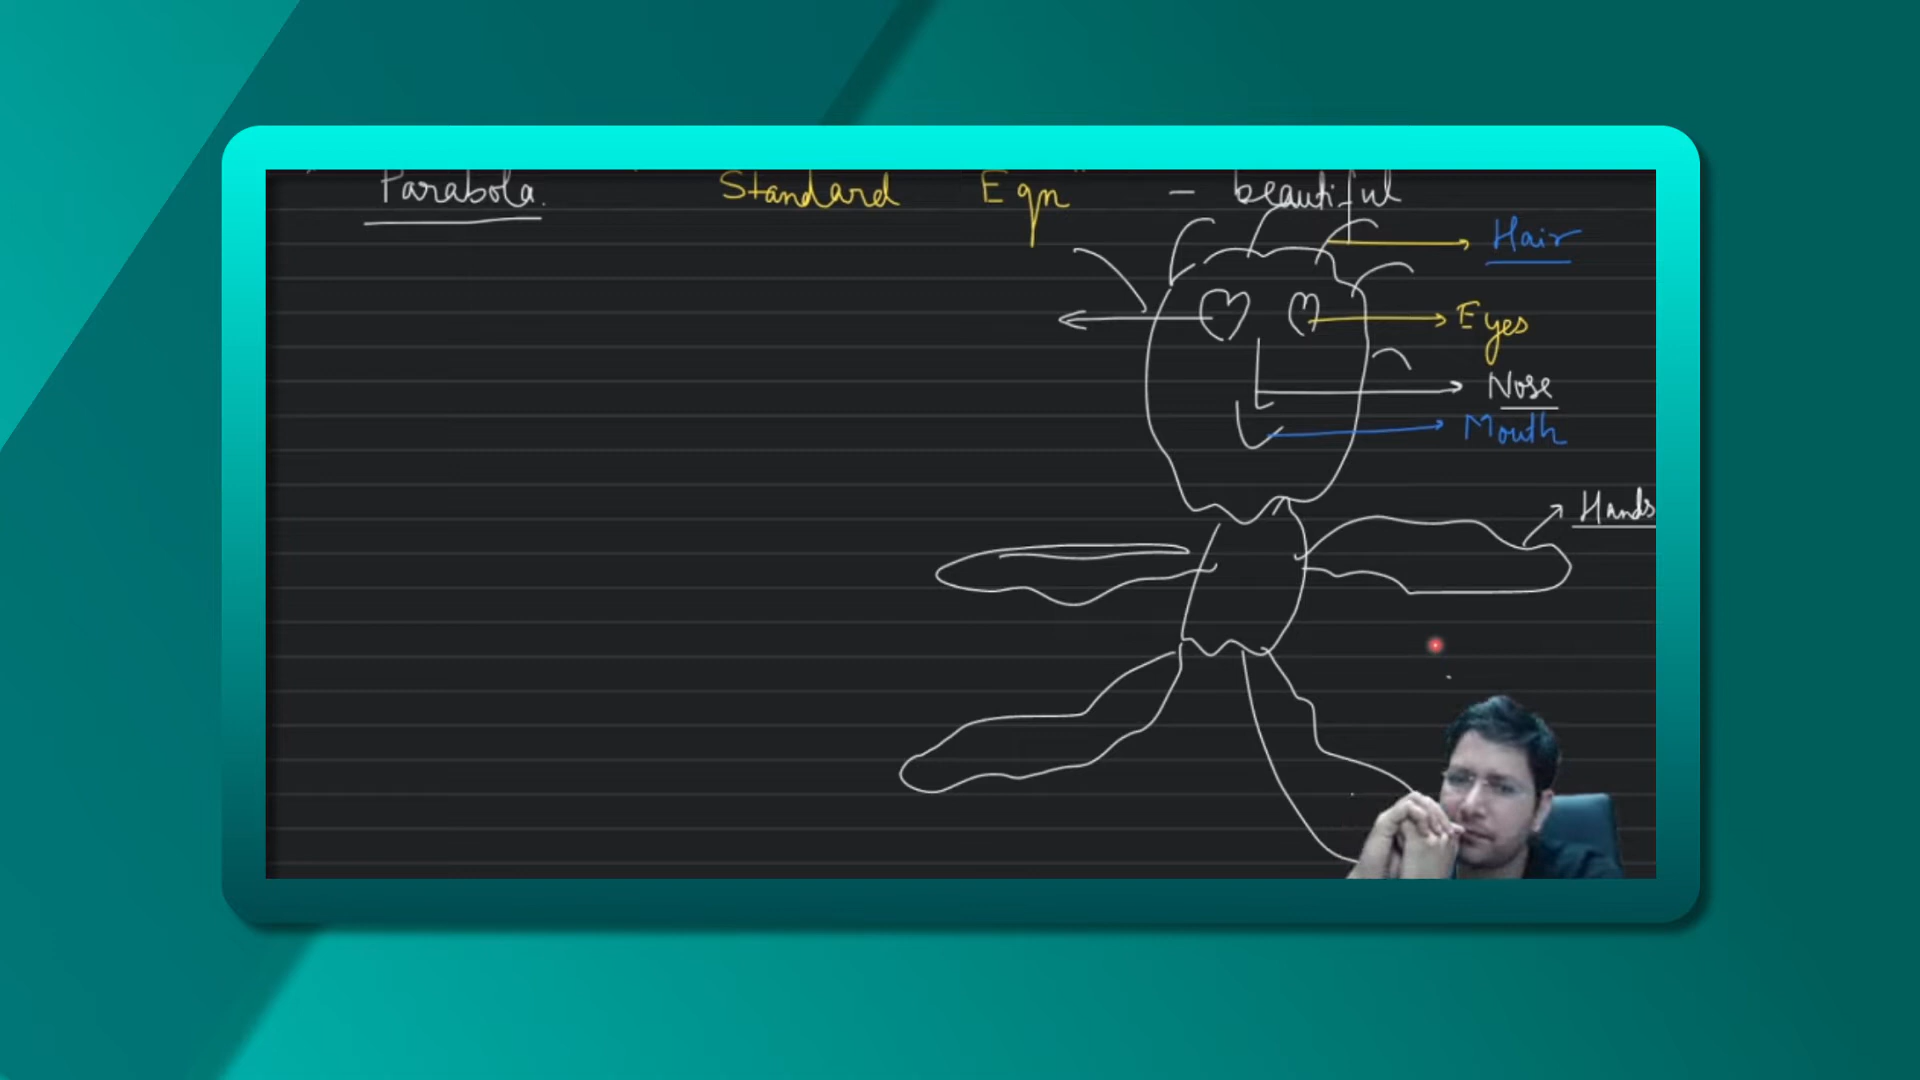 Parabola. Standard Eqn" - beautiful
Hair
Eyes
Nose
Mouth
Hands